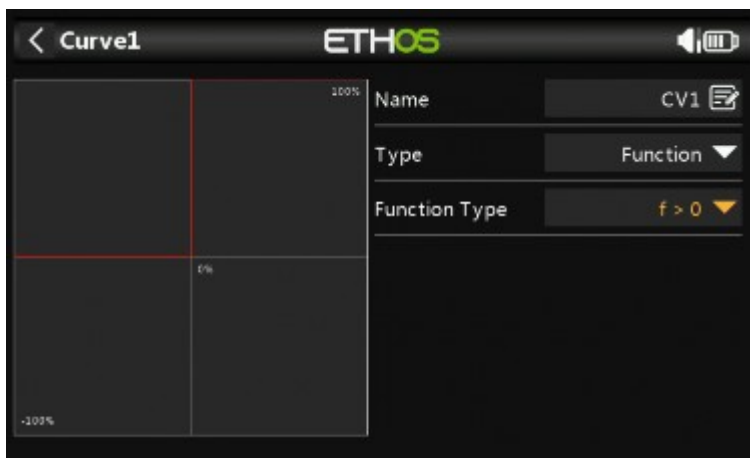 Curve1
ETHOS
100%
0%
-100%
Name CV1
Type Function
Function Type f > 0